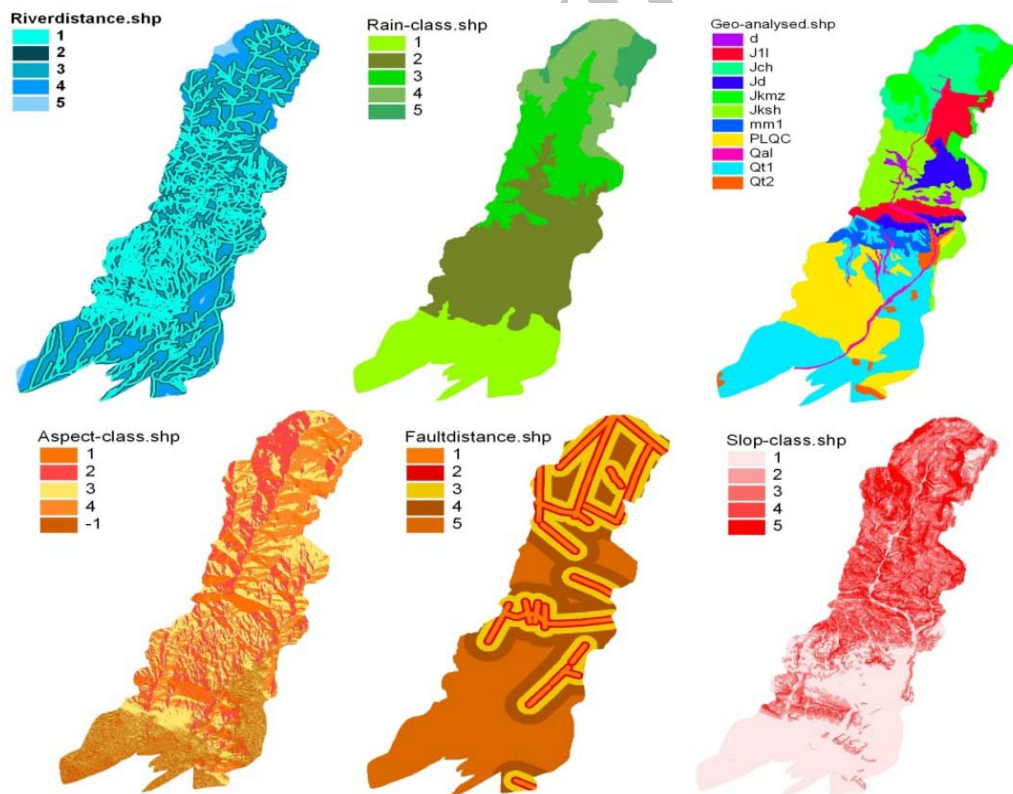 Riverdistance.shp
1
2
3
4
5
Rain-class.shp
1
2
3
4
5
Geo-analysed.shp
d
J1l
Jch
Jd
Jkmz
Jksh
mm1
PLQC
Qal
Qt1
Qt2
Aspect-class.shp
1
2
3
4
-1
Faultdistance.shp
1
2
3
4
5
Slop-class.shp
1
2
3
4
5